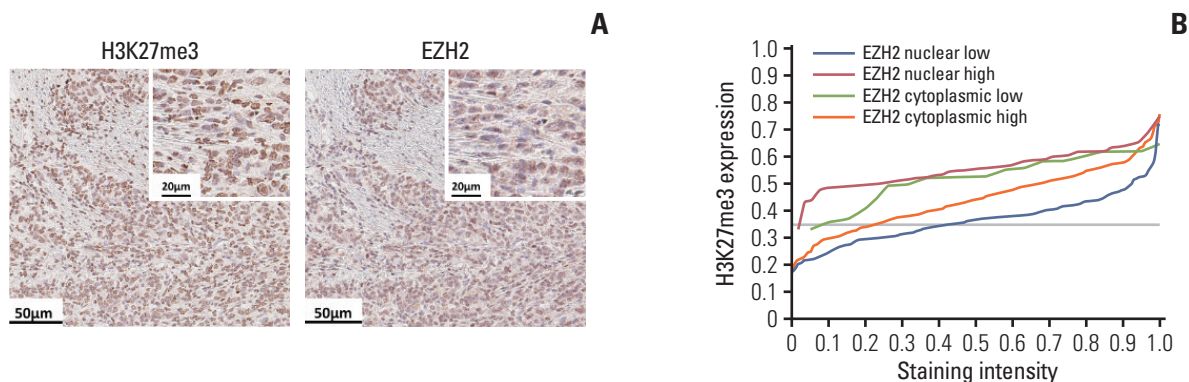 A
H3K27me3
EZH2
20μm
20μm
50μm
50μm
B
EZH2 nuclear low
EZH2 nuclear high
EZH2 cytoplasmic low
EZH2 cytoplasmic high
H3K27me3 expression
1.0
0.9
0.8
0.7
0.6
0.5
0.4
0.3
0.2
0.1
0
0 0.1 0.2 0.3 0.4 0.5 0.6 0.7 0.8 0.9 1.0
Staining intensity